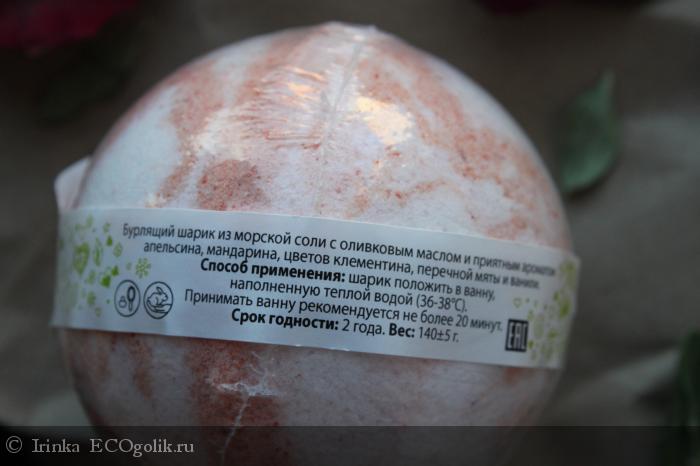 Бурлящий шарик из морской соли с оливковым маслом и приятным ароматом
апельсина, мандарина, цветов клементина, перечной мяты и ванили.
Способ применения: шарик положить в ванну,
наполненную теплой водой (36-38°C).
Принимать ванну рекомендуется не более 20 минут.
Срок годности: 2 года. Вес: 140±5 г.
EAC
© Irinka ECOgolik.ru